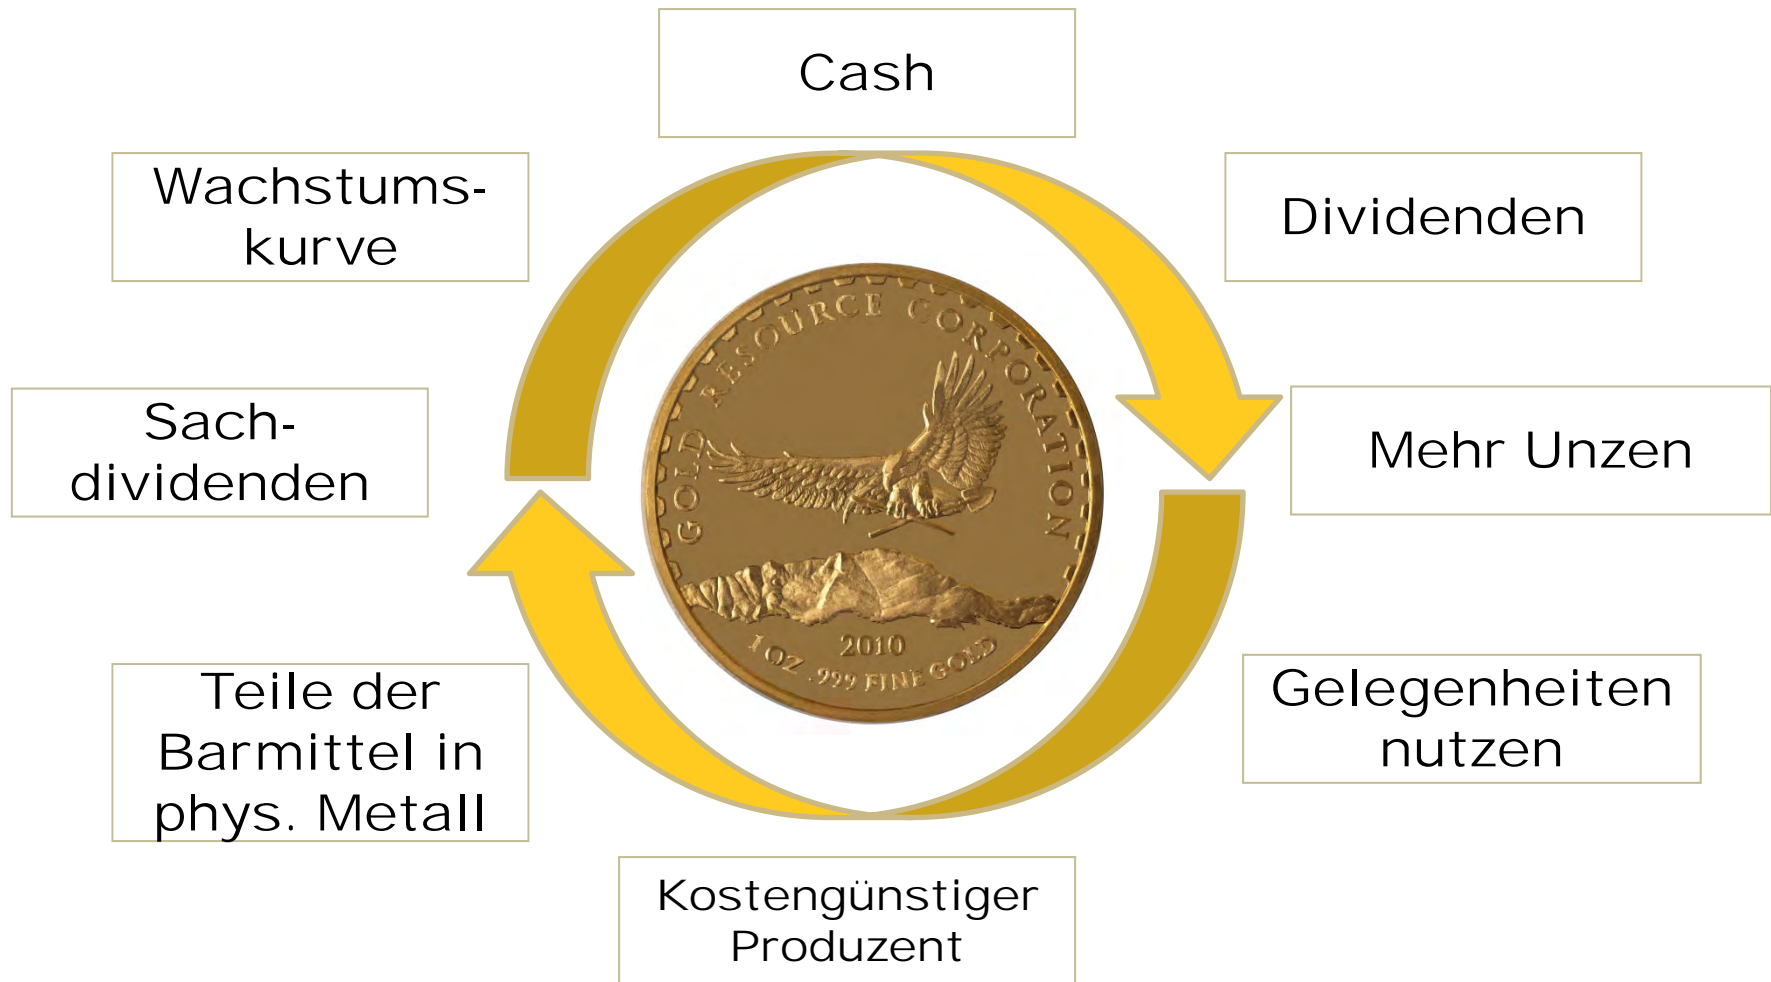 Cash
Wachstums-
kurve
Dividenden
Sach-
dividenden
Mehr Unzen
GOLD RESOURCE CORPORATION
2010
1 OZ .999 FINE GOLD
Teile der
Barmittel in
phys. Metall
Gelegenheiten
nutzen
Kostengünstiger
Produzent